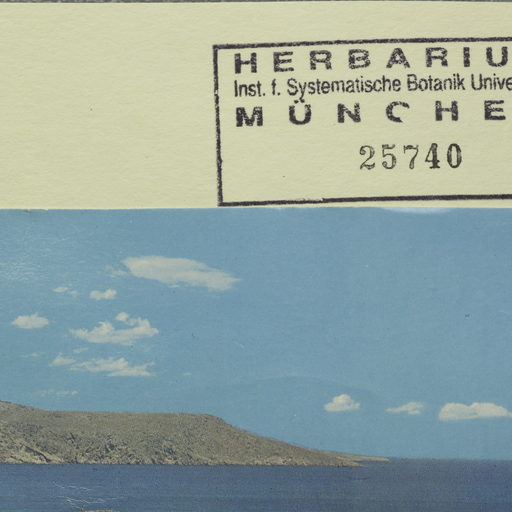 HERBARIU
Inst. f. Systematische Botanik Unive
MÜNCHE
25740